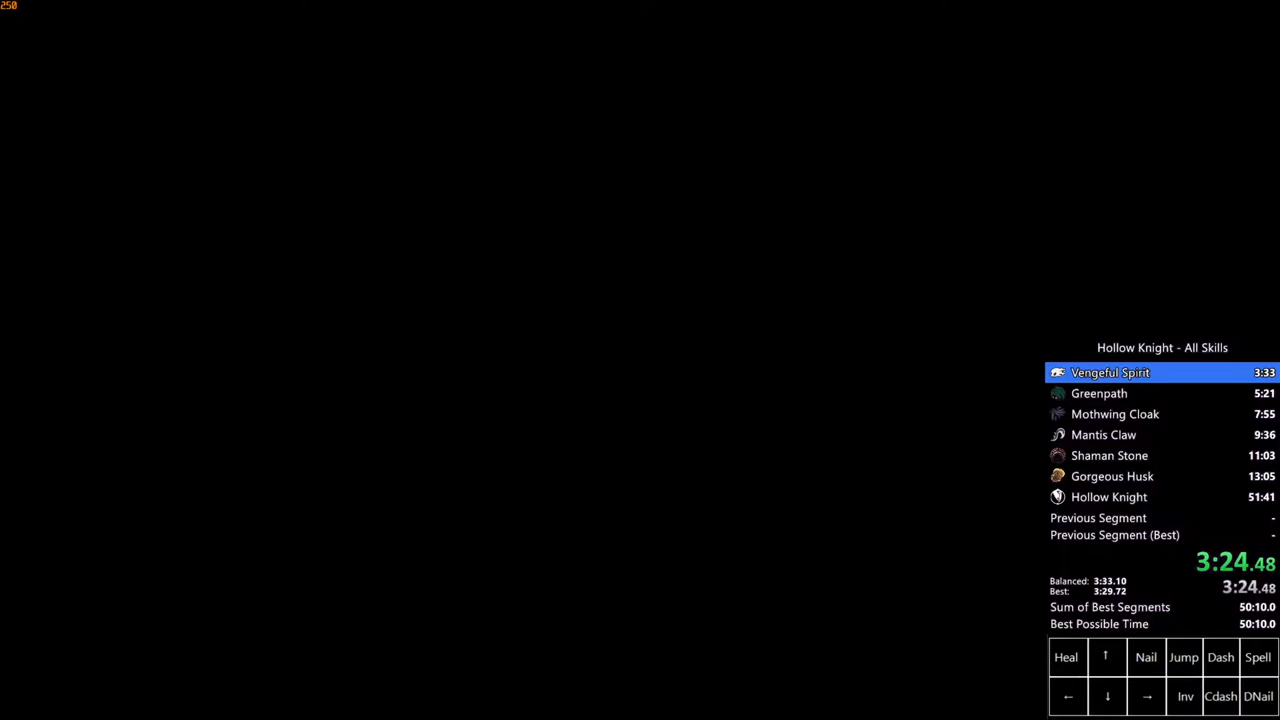 250
Hollow Knight - All Skills
Vengeful Spirit 3:33
Greenpath 5:21
Mothwing Cloak 7:55
Mantis Claw 9:36
Shaman Stone 11:03
Gorgeous Husk 13:05
Hollow Knight 51:41
Previous Segment -
Previous Segment (Best) -
3:24.48
Balanced: 3:33.10
Best: 3:29.72
3:24.48
Sum of Best Segments 50:10.0
Best Possible Time 50:10.0
Heal ↑ Nail Jump Dash Spell
← ↓ → Inv Cdash DNail